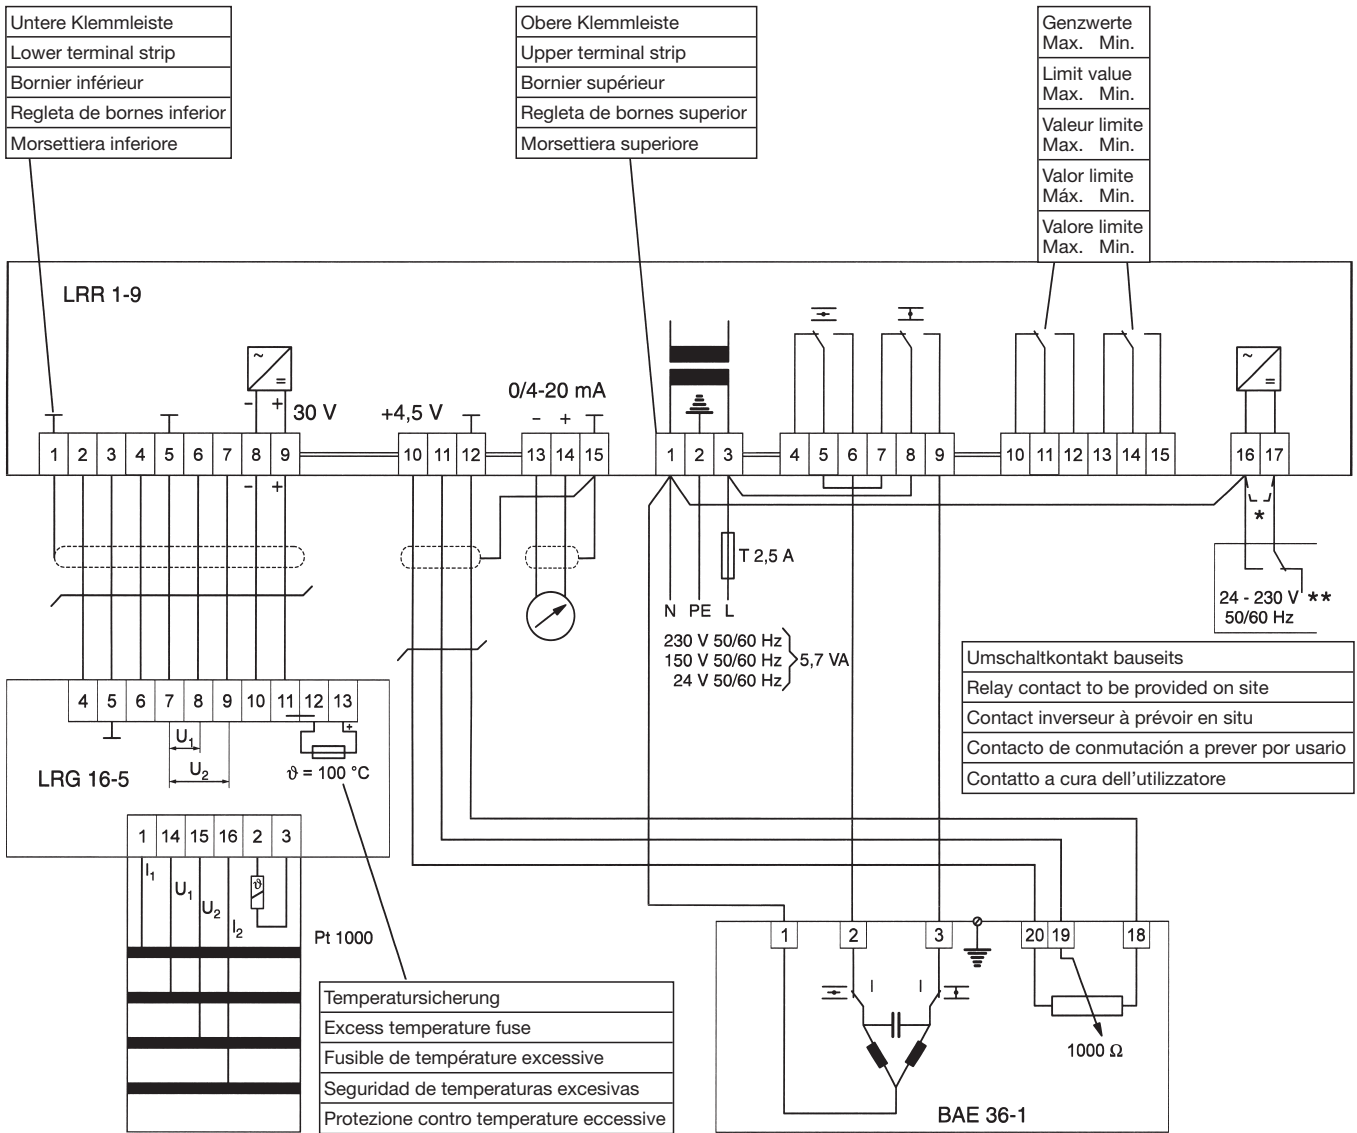 Untere Klemmleiste
Lower terminal strip
Bornier inférieur
Regleta de bornes inferior
Morsettiera inferiore
Obere Klemmleiste
Upper terminal strip
Bornier supérieur
Regleta de bornes superior
Morsettiera superiore
Genzwerte
Max. Min.
Limit value
Max. Min.
Valeur limite
Max. Min.
Valor limite
Máx. Min.
Valore limite
Max. Min.
LRR 1-9
~
=
- +
30 V
+4,5 V
0/4-20 mA
- +
~
=
1 2 3 4 5 6 7 8 9 10 11 12 13 14 15
1 2 3 4 5 6 7 8 9 10 11 12 13 14 15 16 17
- +
*
T 2,5 A
N PE L
230 V 50/60 Hz
150 V 50/60 Hz
24 V 50/60 Hz
5,7 VA
24 - 230 V **
50/60 Hz
Umschaltkontakt bauseits
Relay contact to be provided on site
Contact inverseur à prévoir en situ
Contacto de conmutación a prever por usario
Contatto a cura dell'utilizzatore
4 5 6 7 8 9 10 11 12 13
+
U1
U2
ϑ = 100 °C
LRG 16-5
1 14 15 16 2 3
I1
U1
U2
I2
ϑ
Pt 1000
Temperatursicherung
Excess temperature fuse
Fusible de température excessive
Seguridad de temperaturas excesivas
Protezione contro temperature eccessive
1 2 3 20 19 18
1000 Ω
BAE 36-1